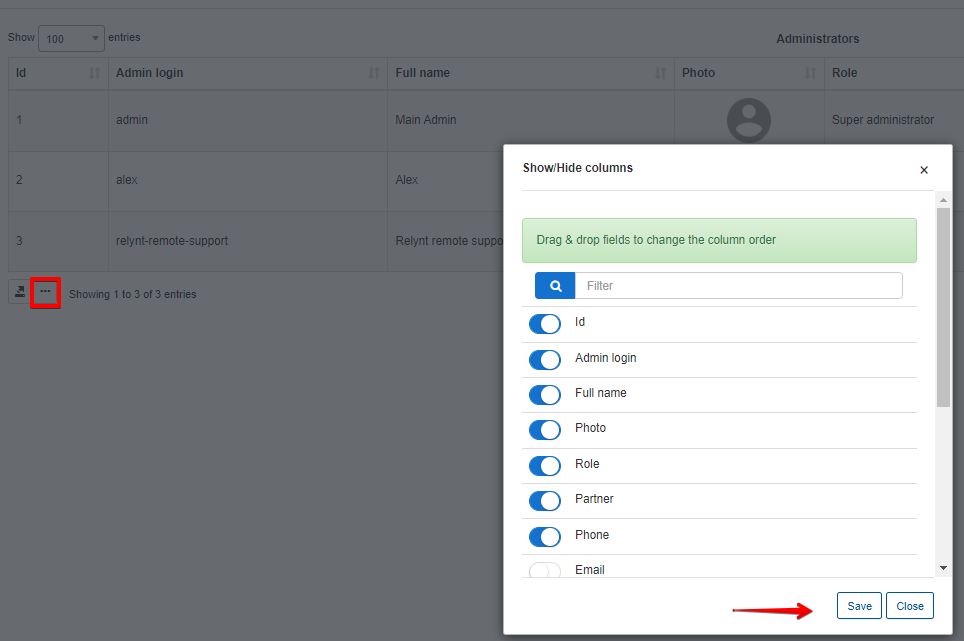 Show 100 entries
Administrators
Id Admin login Full name Photo Role
1 admin Main Admin Super administrator
2 alex Alex
3 relynt-remote-support Relynt remote suppo
Showing 1 to 3 of 3 entries
Show/Hide columns ×
Drag & drop fields to change the column order
Filter
Id
Admin login
Full name
Photo
Role
Partner
Phone
Email
Save Close